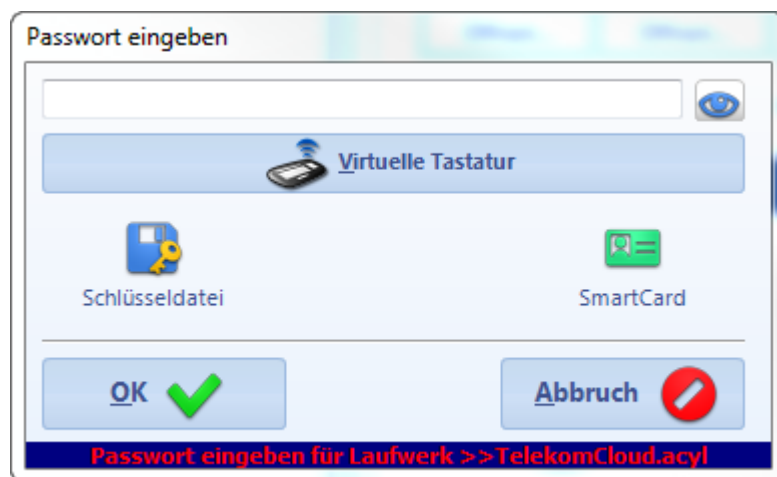 Passwort eingeben
Virtuelle Tastatur
Schlüsseldatei SmartCard
OK Abbruch
Passwort eingeben für Laufwerk >>TelekomCloud.acyl